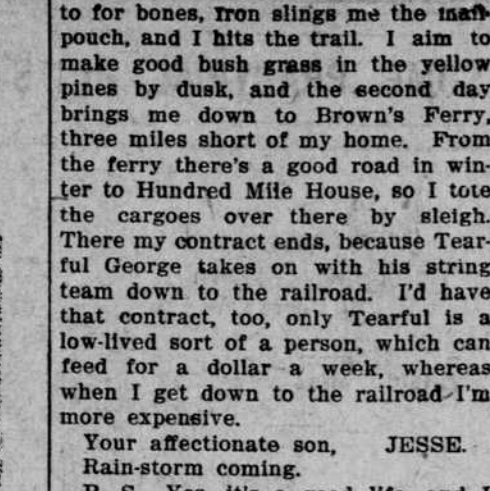 to for bones, Iron slings me the mail-
pouch, and I hits the trail. I aim to
make good bush grass in the yellow
pines by dusk, and the second day
brings me down to Brown's Ferry,
three miles short of my home. From
the ferry there's a good road in win-
ter to Hundred Mile House, so I tote
the cargoes over there by sleigh.
There my contract ends, because Tear-
ful George takes on with his string
team down to the railroad. I'd have
that contract, too, only Tearful is a
low-lived sort of a person, which can
feed for a dollar a week, whereas
when I get down to the railroad I'm
more expensive.
Your affectionate son, JESSE.
Rain-storm coming.
P. S. Yes, it's a good life, and I